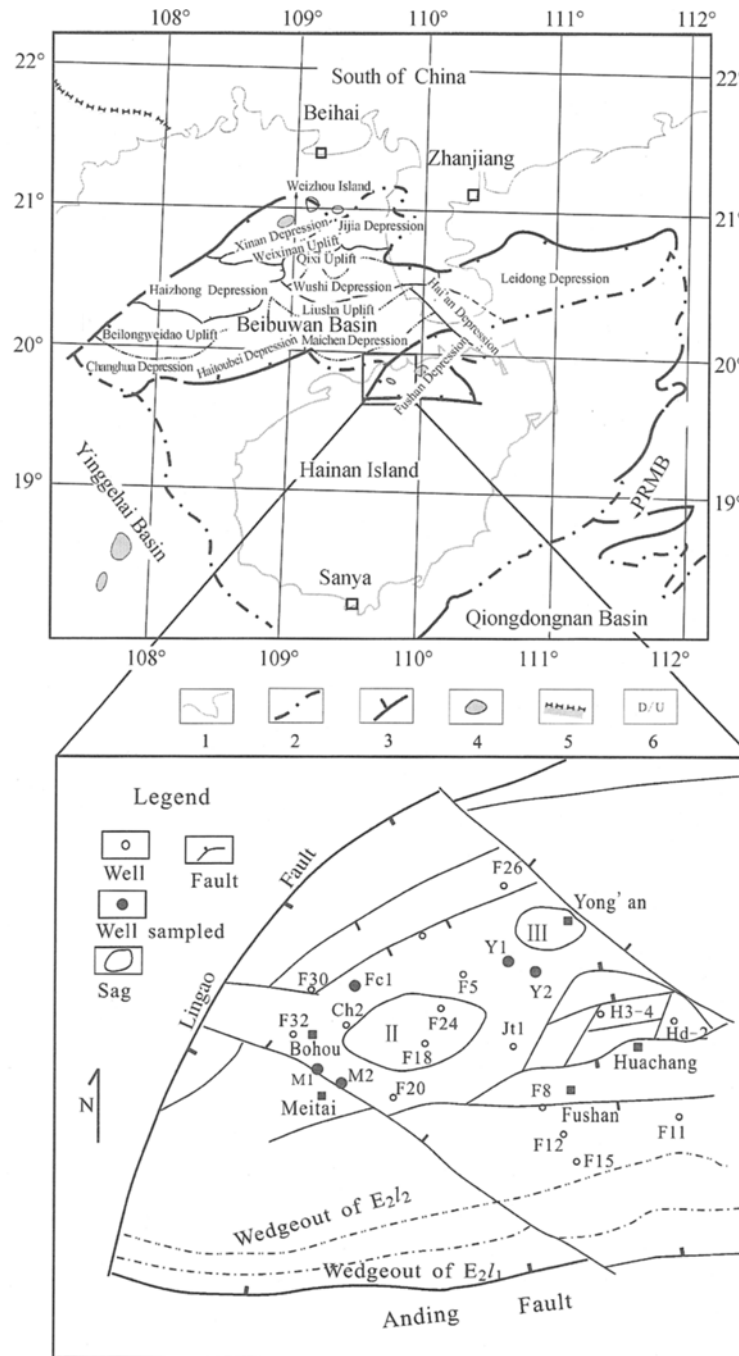 108°
109°
110°
111°
112°
22°
22°
South of China
Beihai
Zhanjiang
21°
21°
Weizhou Island
Xinan Depression
Jijia Depression
Weixinan Uplift
Qixi Uplift
Leidong Depression
Haizhong Depression
Wushi Depression
Hai'an Depression
Liusha Uplift
Beilongweidao Uplift
Beibuwan Basin
20°
20°
Changhua Depression
Haitoubei Depression
Maichen Depression
Fushan Depression
Yinggehai Basin
Hainan Island
19°
19°
PRMB
Sanya
Qiongdongnan Basin
108°
109°
110°
111°
112°
D/U
1
2
3
4
5
6
Legend
Well
Fault
Well sampled
Sag
Lingao Fault
F26
Yong' an
III
Y1
Y2
F30
Fc1
F5
H3-4
Hd-2
Ch2
II
F24
Jt1
F32
Bohou
F18
Huachang
M1
M2
F8
Meitai
F20
Fushan
F11
N
F12
F15
Wedgeout of E₂l₂
Wedgeout of E₂l₁
Anding Fault